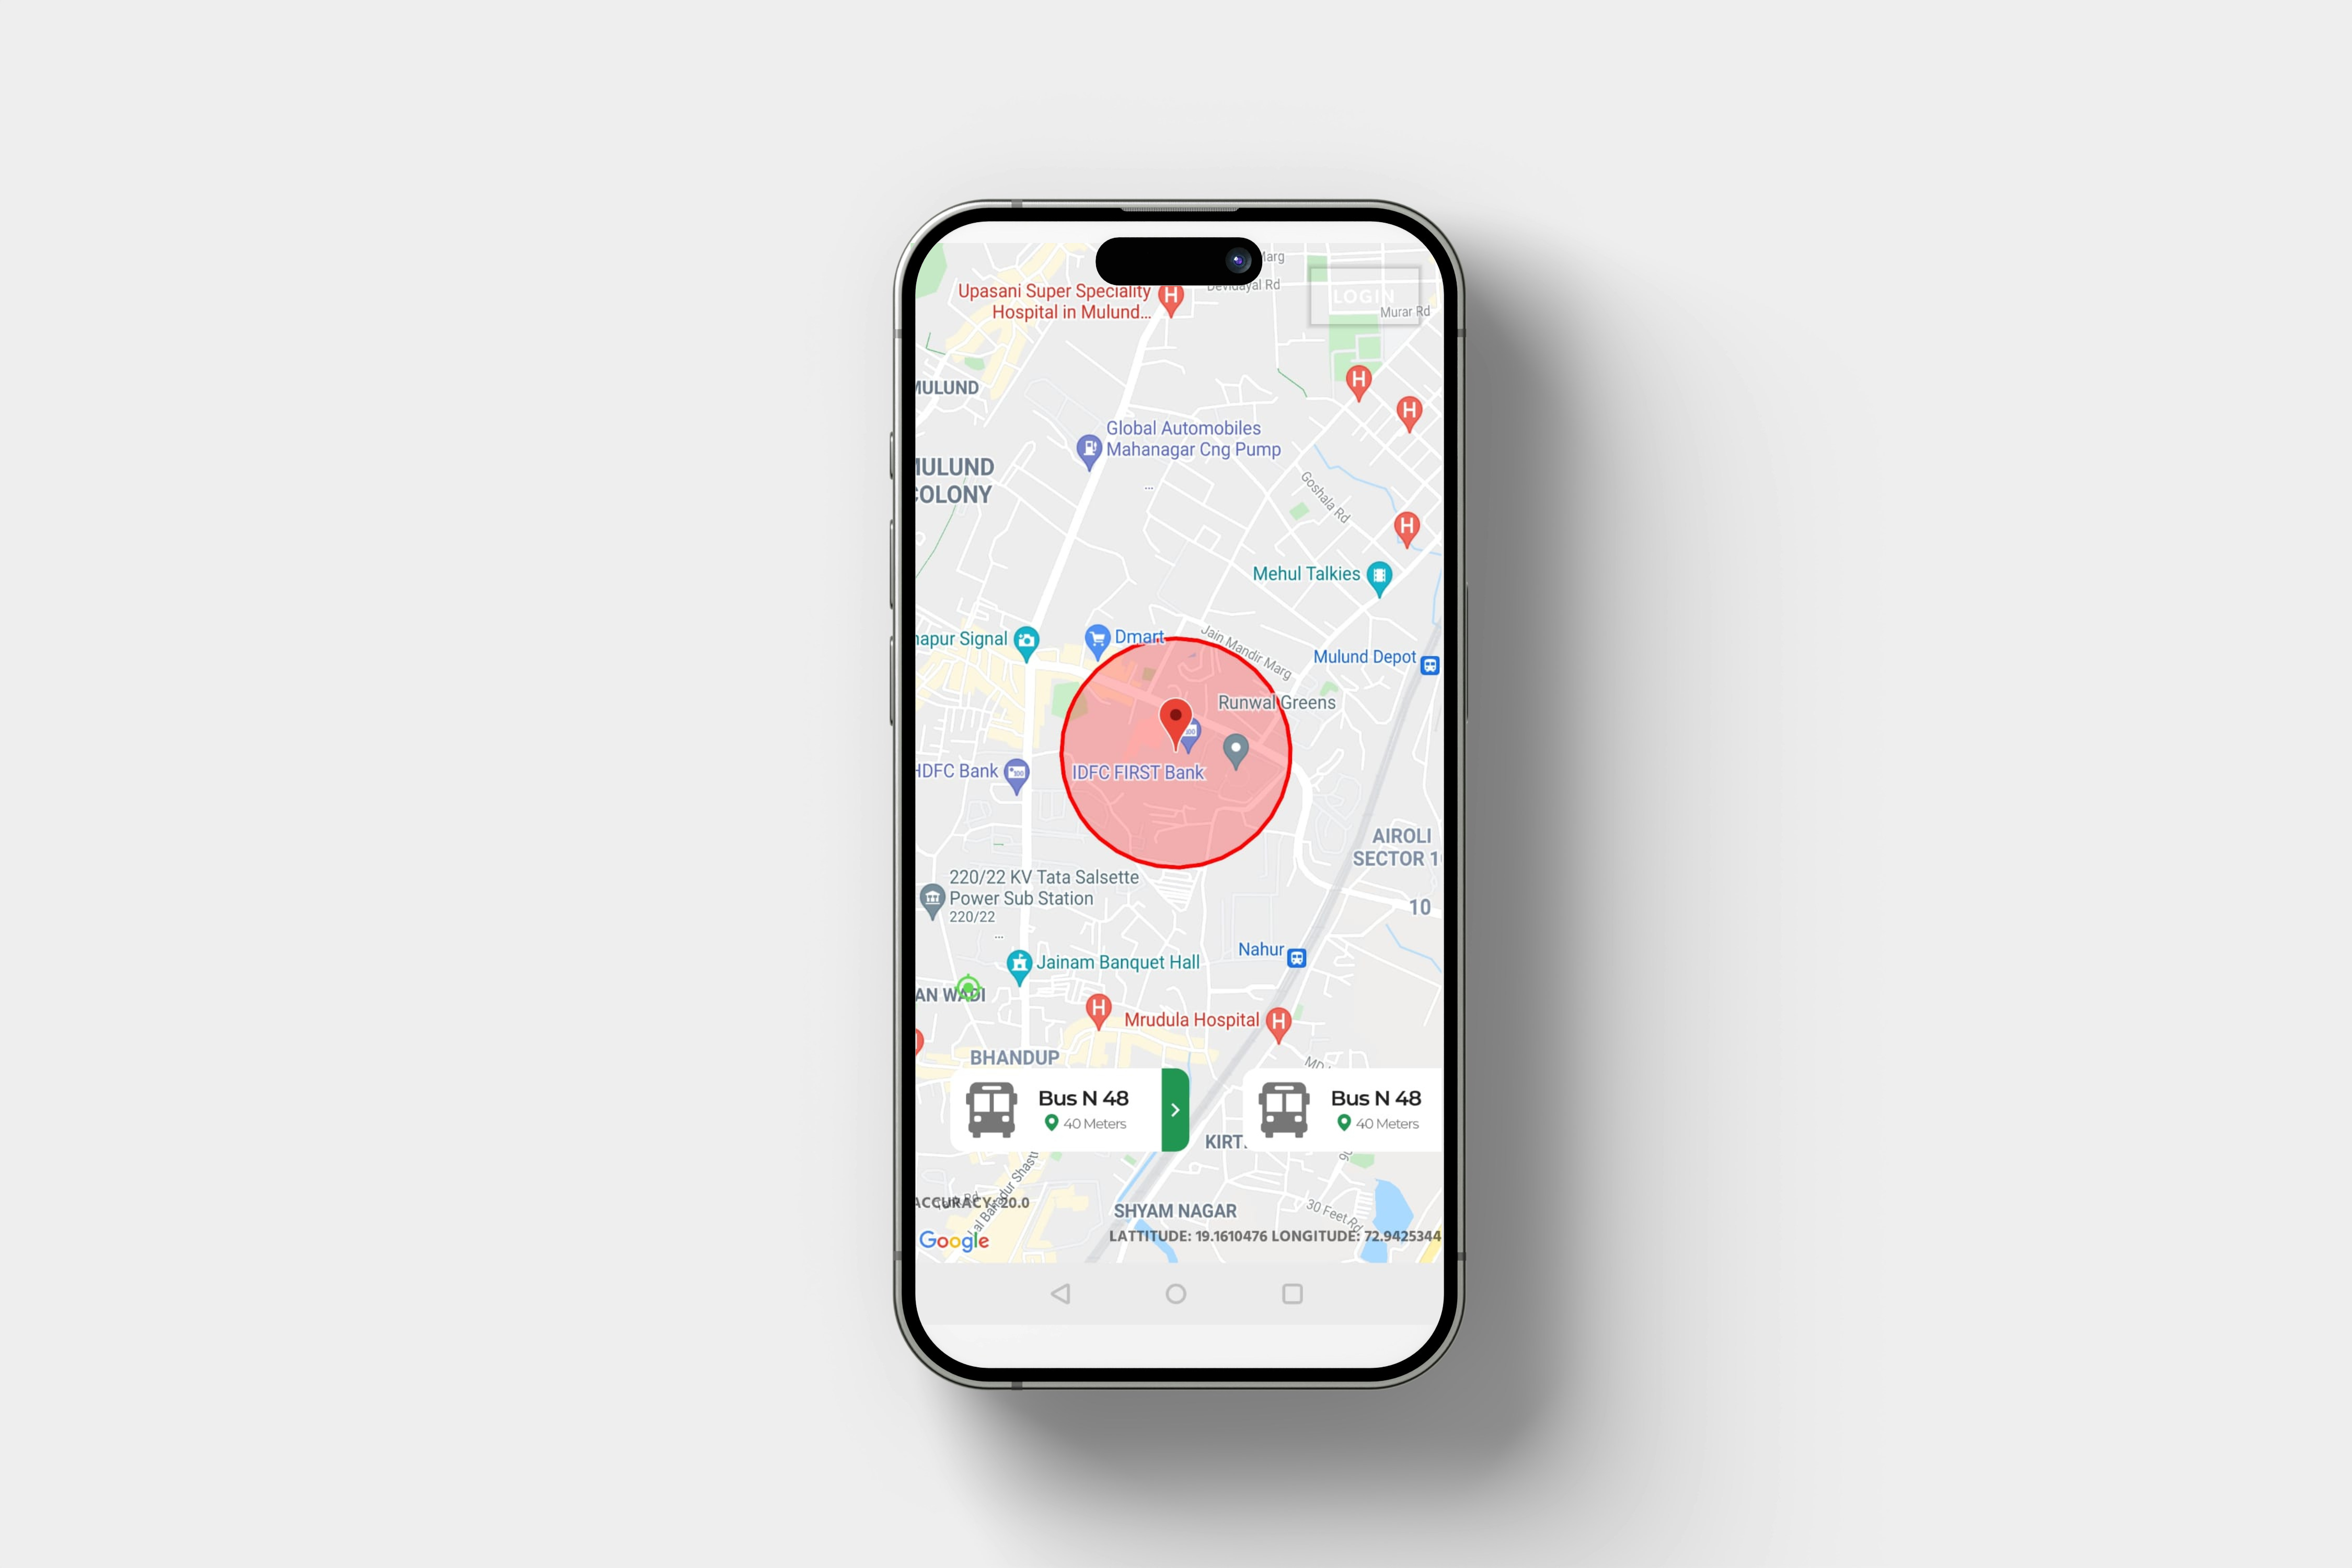 Marg
Devidayal Rd
Upasani Super Speciality
Hospital in Mulund...
LOGIN
Murar Rd
MULUND
Global Automobiles
Mahanagar Cng Pump
MULUND
COLONY
Goshala Rd
Mehul Talkies
napur Signal
Dmart
Jain Mandir Marg
Mulund Depot
Runwal Greens
HDFC Bank
IDFC FIRST Bank
AIROLI
SECTOR 1
220/22 KV Tata Salsette
Power Sub Station
220/22
10
Nahur
Jainam Banquet Hall
AN WADI
Mrudula Hospital
BHANDUP
MD
Bus N 48
40 Meters
Bus N 48
40 Meters
KIRT
Lal Bahadur Shast
ACCURACY: 20.0
SHYAM NAGAR
30 Feet Rd
Google
LATTITUDE: 19.1610476 LONGITUDE: 72.9425344